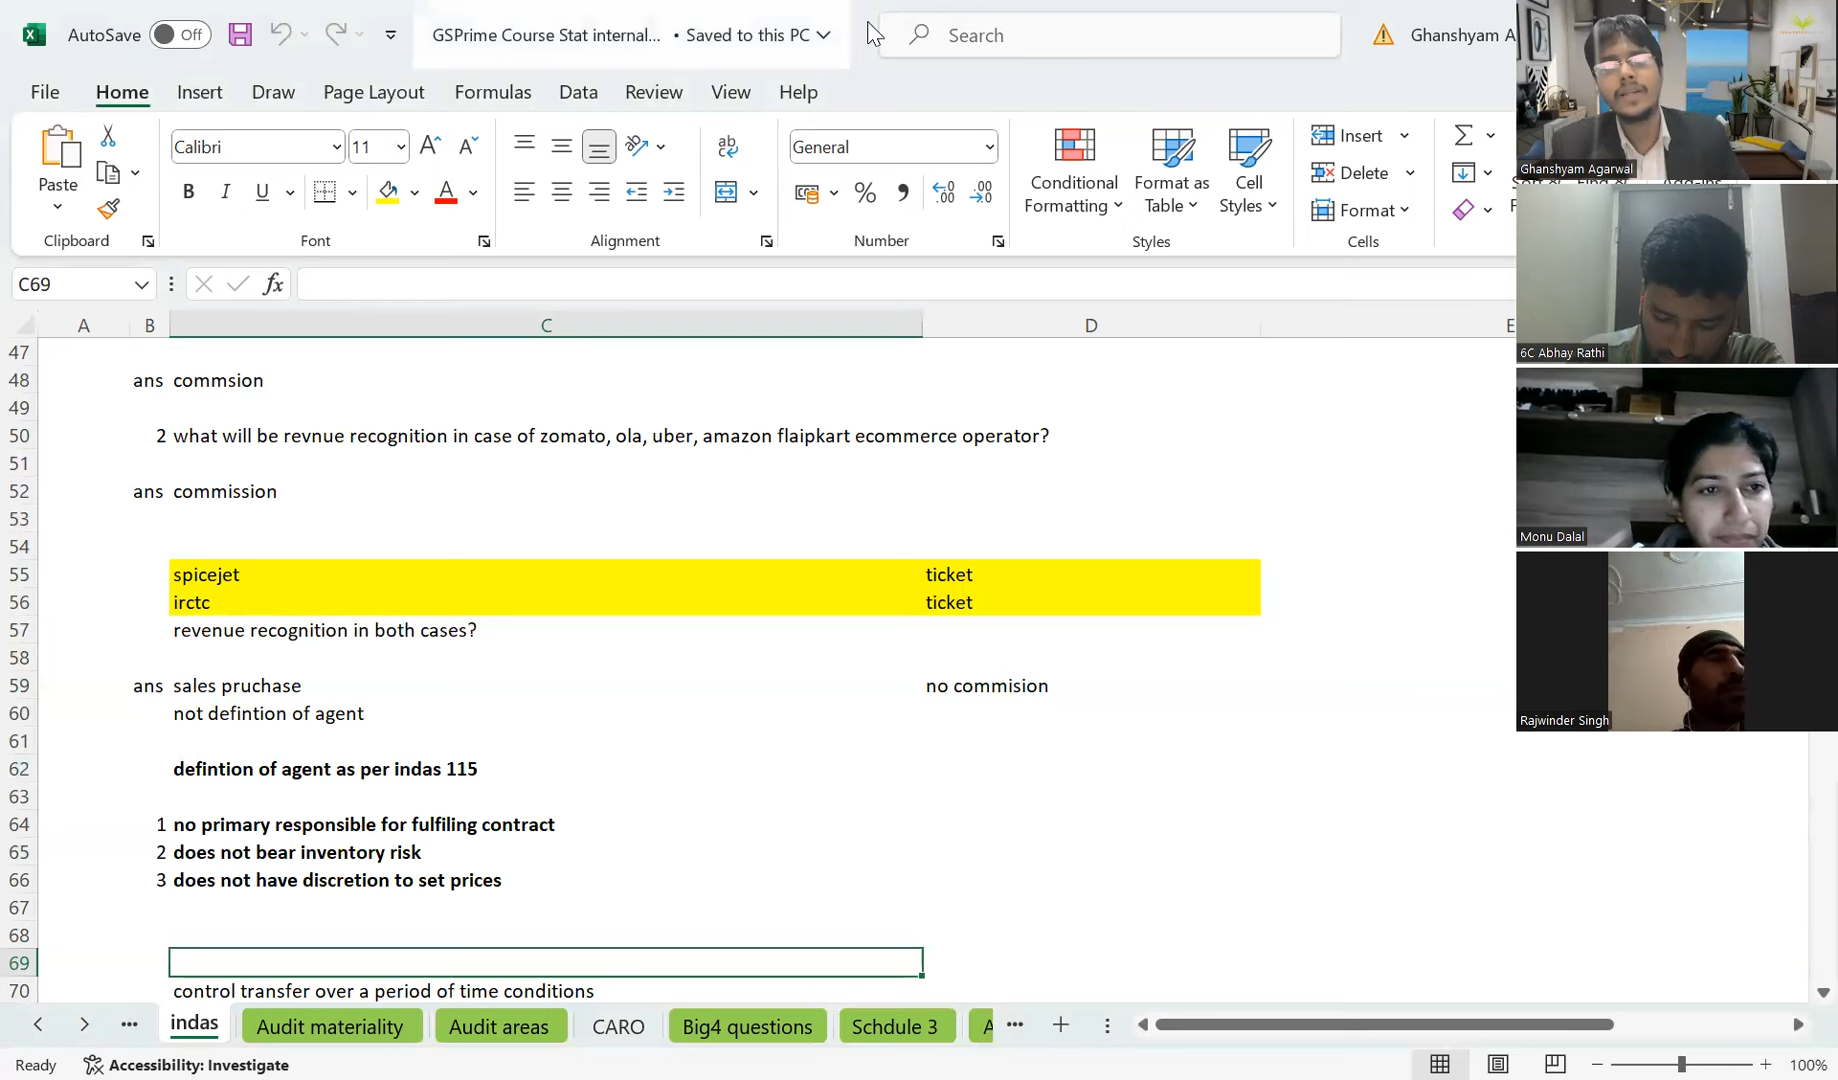 AutoSave Off GSPrime Course Stat internal... • Saved to this PC Search Ghanshyam A
File Home Insert Draw Page Layout Formulas Data Review View Help
Paste
Calibri 11
General
Conditional Formatting
Format as Table
Cell Styles
Insert
Delete
Format
Clipboard Font Alignment Number Styles Cells
C69 fx
A B C D E
47
48 ans commsion
49
50 2 what will be revnue recognition in case of zomato, ola, uber, amazon flaipkart ecommerce operator?
51
52 ans commission
53
54
55 spicejet ticket
56 irctc ticket
57 revenue recognition in both cases?
58
59 ans sales pruchase no commision
60 not defintion of agent
61
62 defintion of agent as per indas 115
63
64 1 no primary responsible for fulfiling contract
65 2 does not bear inventory risk
66 3 does not have discretion to set prices
67
68
69
70 control transfer over a period of time conditions
indas Audit materiality Audit areas CARO Big4 questions Schdule 3 A
Ready Accessibility: Investigate 100%
Ghanshyam Agarwal
6C Abhay Rathi
Monu Dalal
Rajwinder Singh